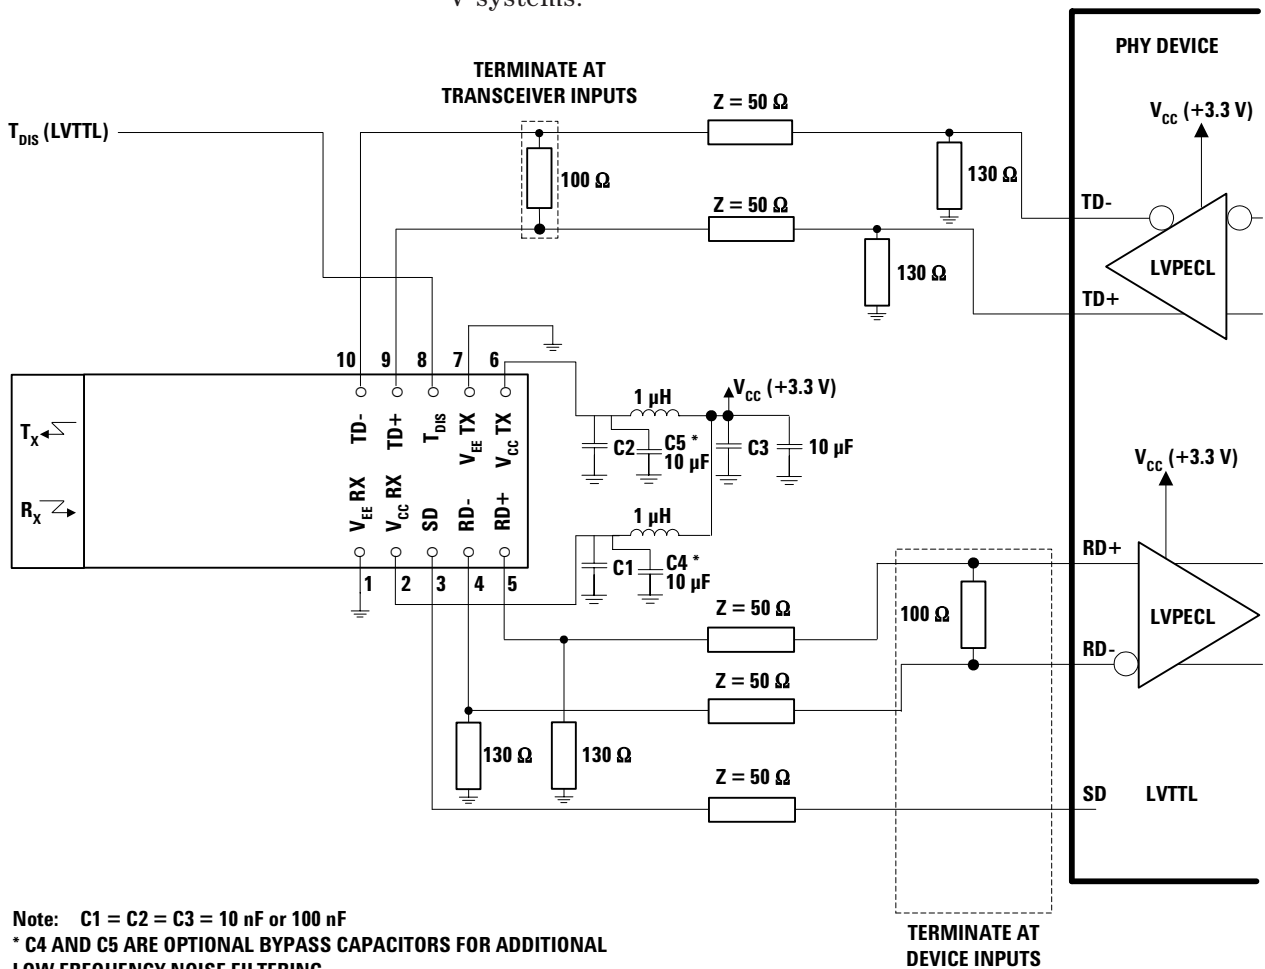 V systems.
PHY DEVICE
TERMINATE AT
TRANSCEIVER INPUTS
Z = 50 Ω
V_CC (+3.3 V)
T_DIS (LVTTL)
100 Ω
130 Ω
Z = 50 Ω
TD-
LVPECL
130 Ω
TD+
10 9 8 7 6
V_CC (+3.3 V)
1 µH
T_X
TD- TD+ T_DIS V_EE TX V_CC TX
C2 C5 * C3 10 µF
10 µF
V_CC (+3.3 V)
R_X
V_EE RX V_CC RX SD RD- RD+
1 µH
RD+
C1 C4 *
10 µF
1 2 3 4 5
Z = 50 Ω
100 Ω
LVPECL
RD-
Z = 50 Ω
130 Ω 130 Ω
Z = 50 Ω
SD LVTTL
Note: C1 = C2 = C3 = 10 nF or 100 nF
* C4 AND C5 ARE OPTIONAL BYPASS CAPACITORS FOR ADDITIONAL
LOW FREQUENCY NOISE FILTERING
TERMINATE AT
DEVICE INPUTS